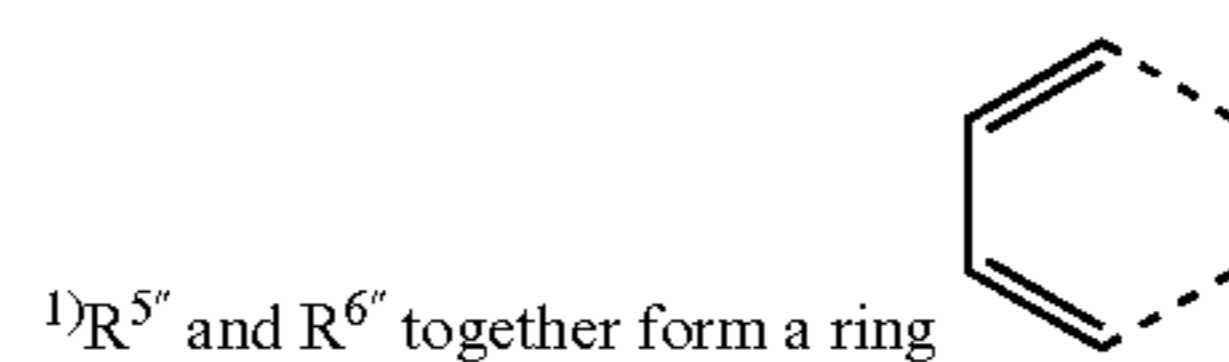 ¹⁾R⁵″ and R⁶″ together form a ring